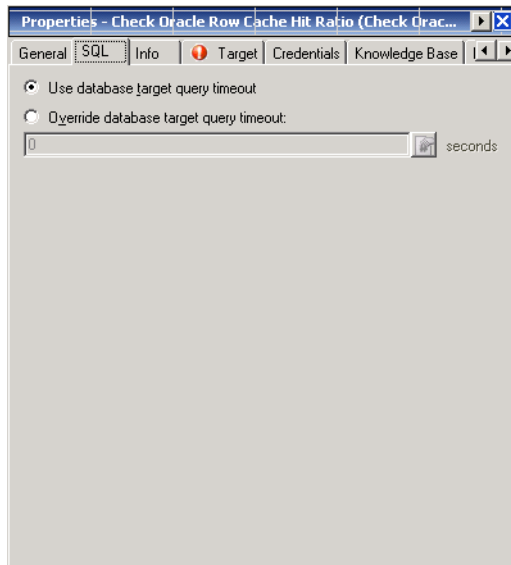 Properties - Check Oracle Row Cache Hit Ratio (Check Orac...
General SQL Info Target Credentials Knowledge Base
Use database target query timeout
Override database target query timeout:
0 seconds